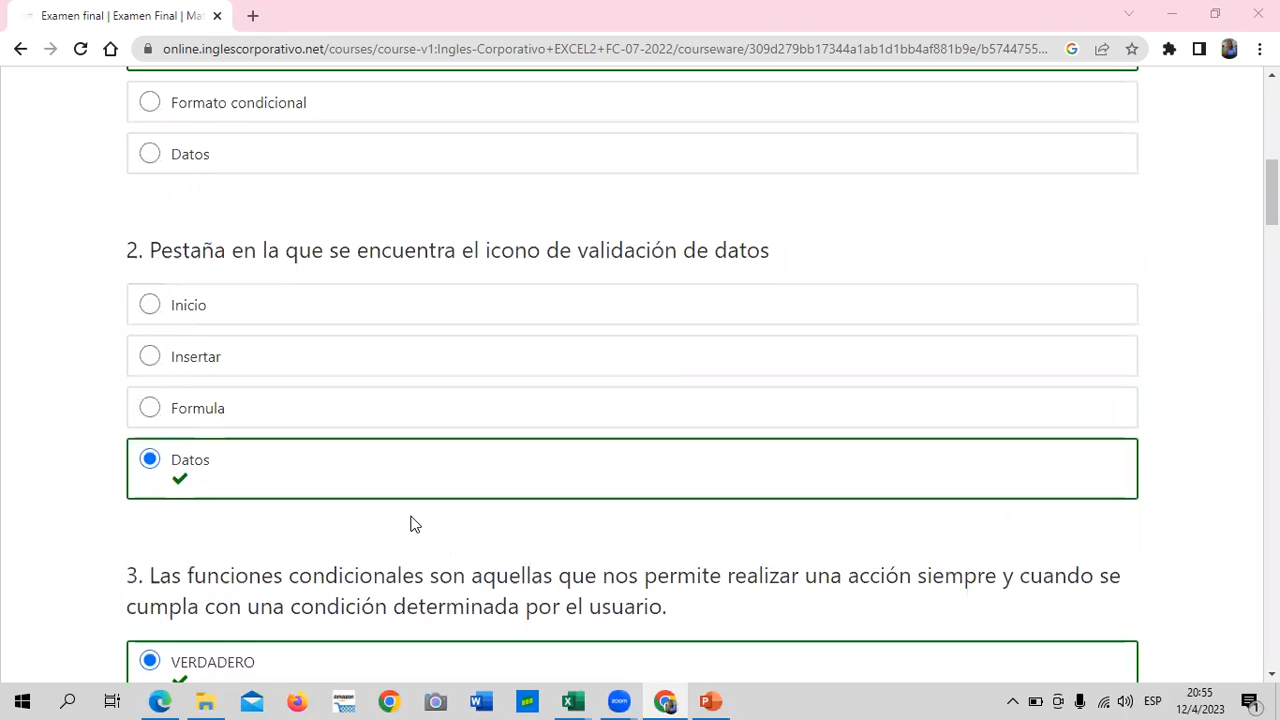 Examen final | Examen Final | Ma
online.inglescorporativo.net/courses/course-v1:Ingles-Corporativo+EXCEL2+FC-07-2022/courseware/309d279ba17344a1ab1d1bb4af881b9e/b5744755...
Formato condicional
Datos
2. Pestaña en la que se encuentra el icono de validación de datos
Inicio
Insertar
Formula
Datos
3. Las funciones condicionales son aquellas que nos permite realizar una acción siempre y cuando se
cumpla con una condición determinada por el usuario.
VERDADERO
ESP
20:55
12/4/2023